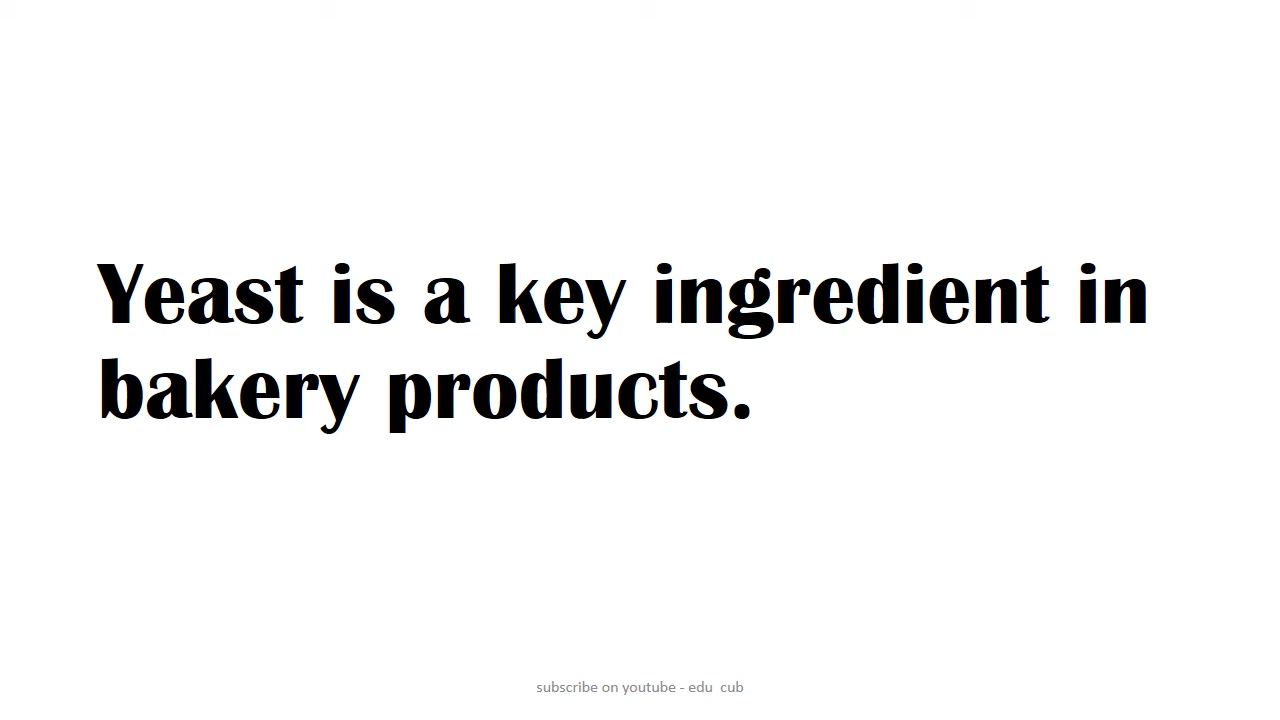 Yeast is a key ingredient in
bakery products.
subscribe on youtube - edu  cub